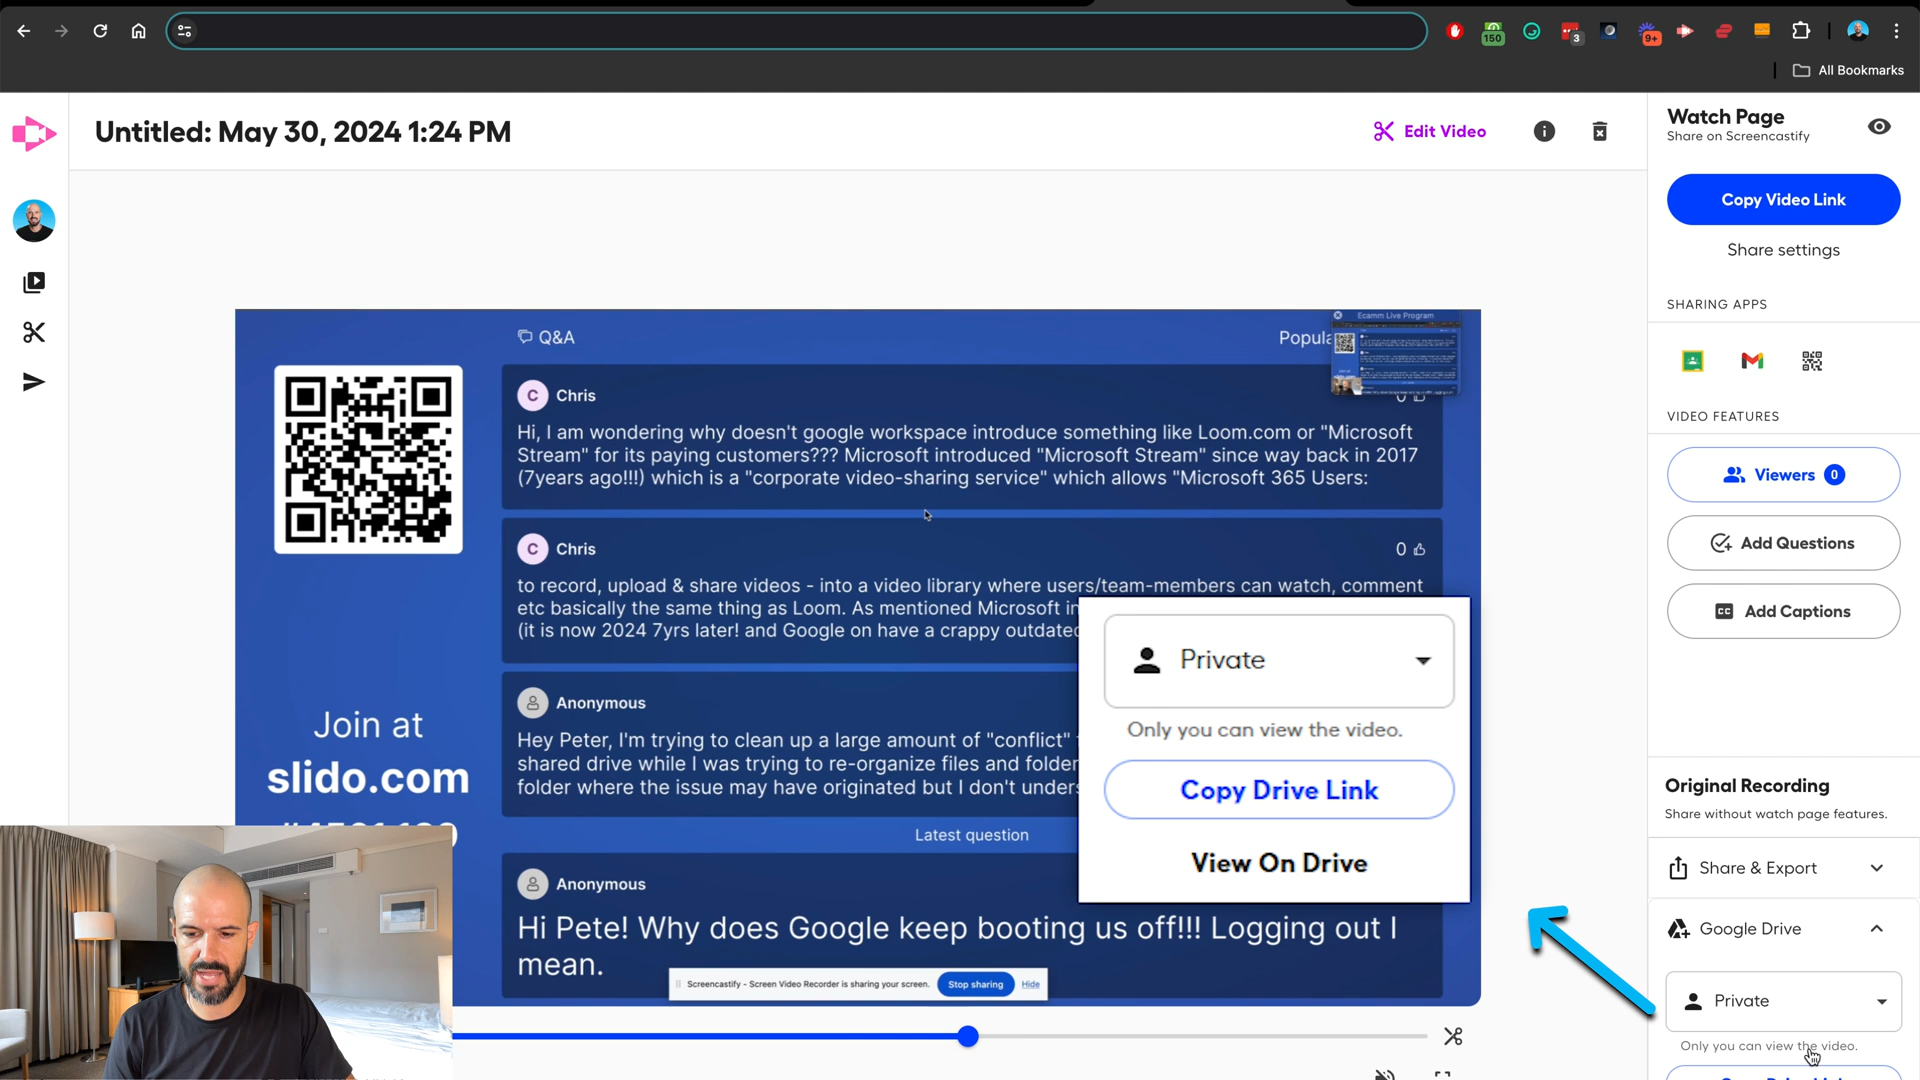 150
3
9+
All Bookmarks
Untitled: May 30, 2024 1:24 PM
Edit Video
Watch Page
Share on Screencastify
Copy Video Link
Share settings
SHARING APPS
VIDEO FEATURES
Viewers 0
Add Questions
Add Captions
Original Recording
Share without watch page features.
Share & Export
Google Drive
Private
Only you can view the video.
Q&A
Popula
Ecamm Live Program
C Chris
Hi, I am wondering why doesn't google workspace introduce something like Loom.com or "Microsoft
Stream" for its paying customers??? Microsoft introduced "Microsoft Stream" since way back in 2017
(7years ago!!!) which is a "corporate video-sharing service" which allows "Microsoft 365 Users:
C Chris
0
to record, upload & share videos - into a video library where users/team-members can watch, comment
etc basically the same thing as Loom. As mentioned Microsoft in
(it is now 2024 7yrs later! and Google on have a crappy outdated
Anonymous
Hey Peter, I'm trying to clean up a large amount of "conflict"
shared drive while I was trying to re-organize files and folder
folder where the issue may have originated but I don't unders
Latest question
Anonymous
Hi Pete! Why does Google keep booting us off!!! Logging out I
mean.
Join at
slido.com
Private
Only you can view the video.
Copy Drive Link
View On Drive
Screencastify - Screen Video Recorder is sharing your screen.
Stop sharing
Hide